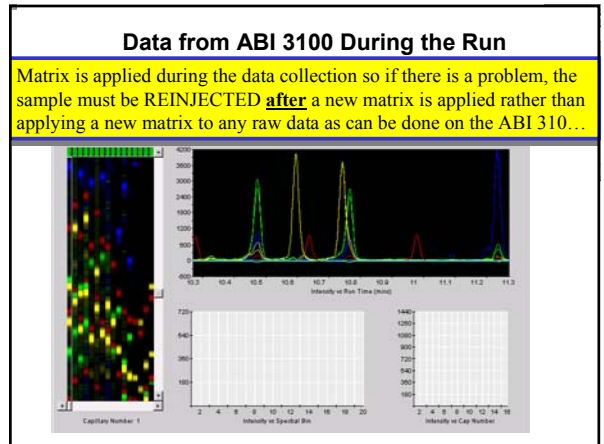 Data from ABI 3100 During the Run
Matrix is applied during the data collection so if there is a problem, the
sample must be REINJECTED after a new matrix is applied rather than
applying a new matrix to any raw data as can be done on the ABI 310…
4200
3600
3000
2400
1800
1200
600
-600
10.3 10.4 10.5 10.6 10.7 10.8 10.9 11 11.1 11.2 11.3
Intensity vs Run Time (mins)
720
540
360
180
2 4 6 8 10 12 14 16 18 20
Intensity vs Spectral Bin
1440
1260
1080
900
720
540
360
180
2 4 6 8 10 12 14 16
Intensity vs Cap Number
Capillary Number 1